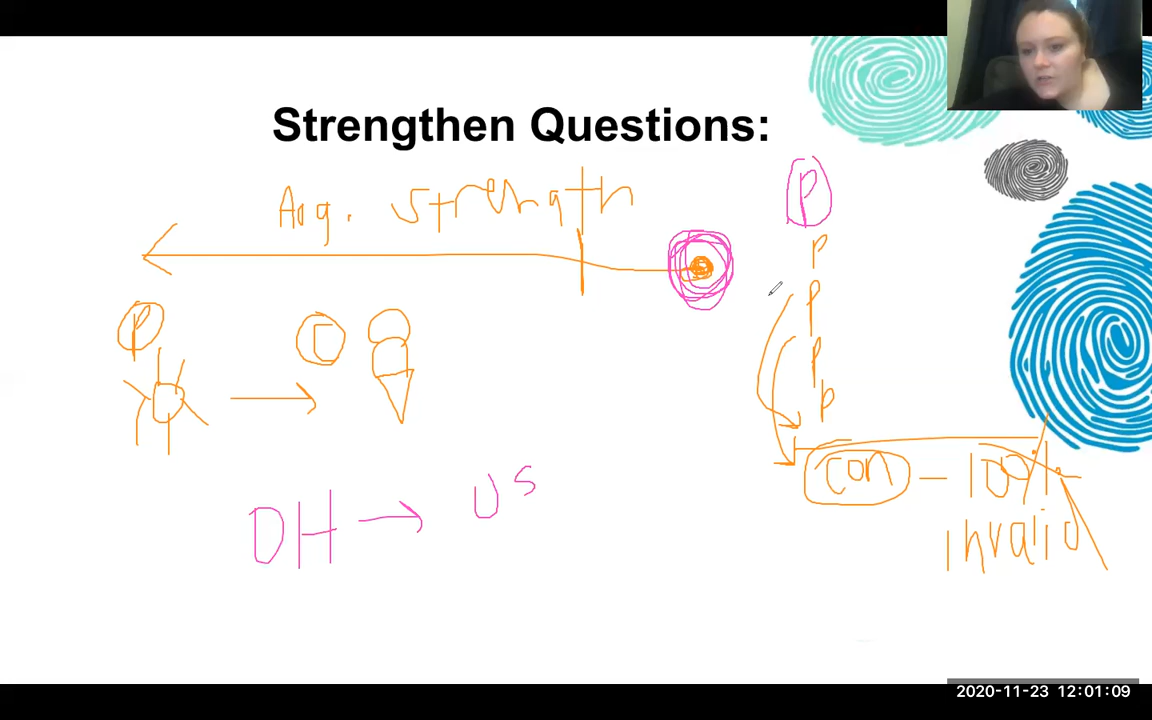 Strengthen Questions:
Arg. Strength
P
P
P
P
P
P
C
con - 100%
invalid
DH → US
2020-11-23 12:01:09